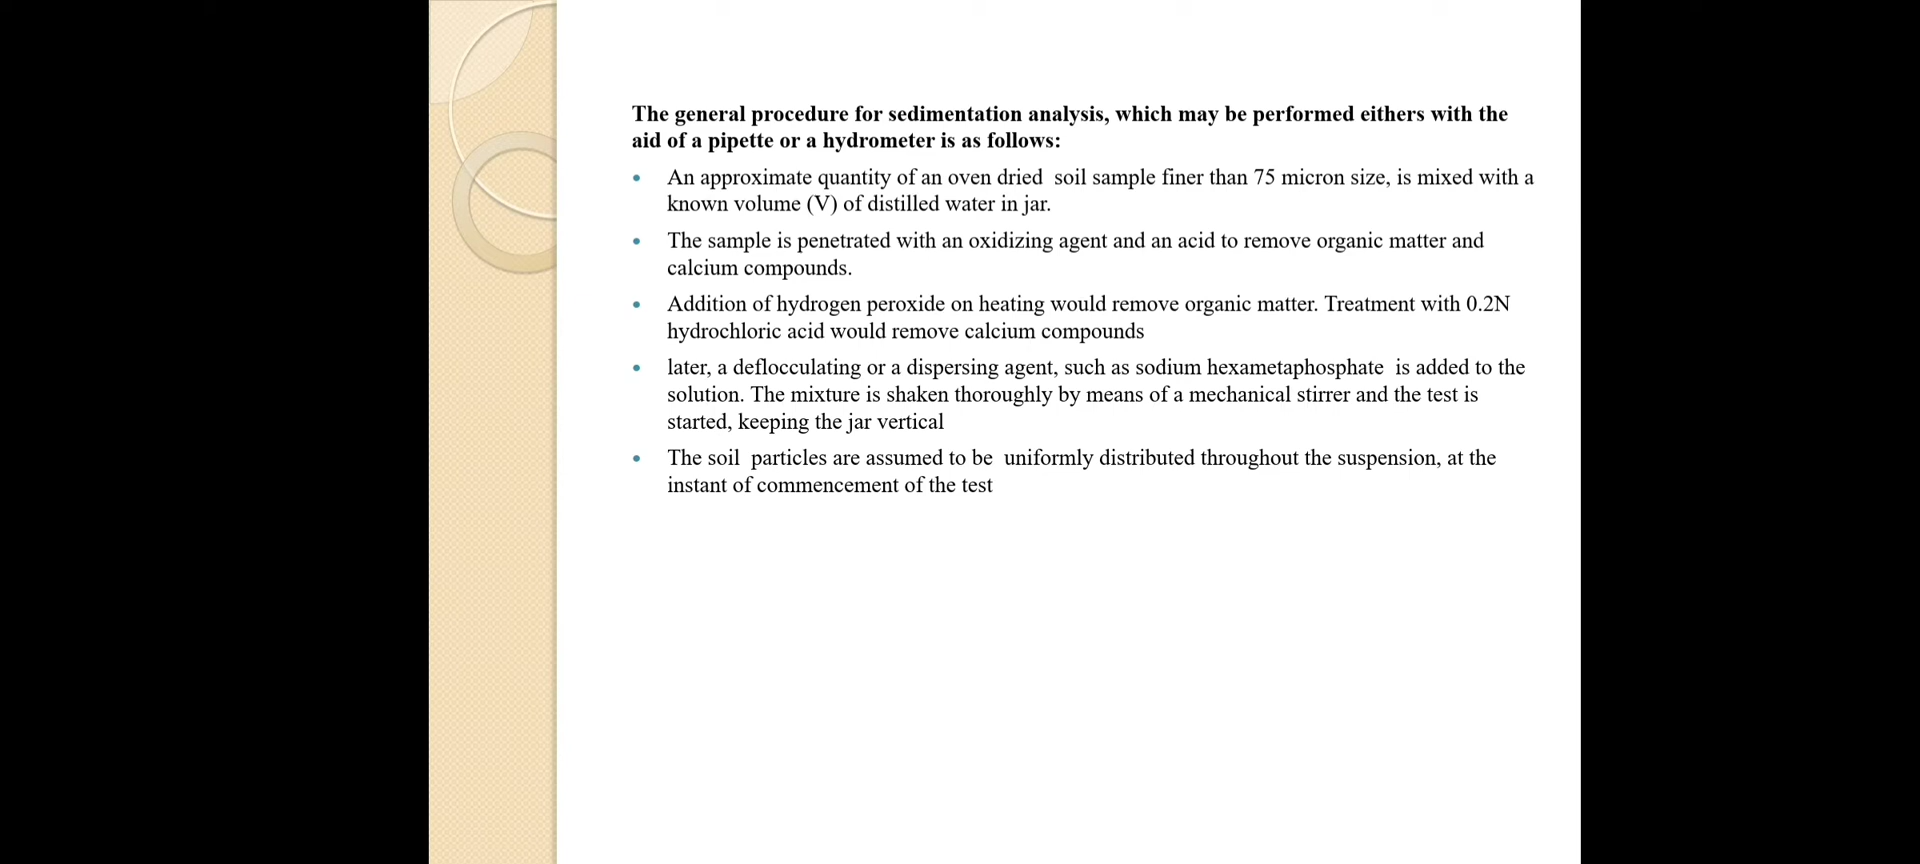 The general procedure for sedimentation analysis, which may be performed eithers with the
aid of a pipette or a hydrometer is as follows:
• An approximate quantity of an oven dried  soil sample finer than 75 micron size, is mixed with a
known volume (V) of distilled water in jar.
• The sample is penetrated with an oxidizing agent and an acid to remove organic matter and
calcium compounds.
• Addition of hydrogen peroxide on heating would remove organic matter. Treatment with 0.2N
hydrochloric acid would remove calcium compounds
• later, a deflocculating or a dispersing agent, such as sodium hexametaphosphate  is added to the
solution. The mixture is shaken thoroughly by means of a mechanical stirrer and the test is
started, keeping the jar vertical
• The soil  particles are assumed to be  uniformly distributed throughout the suspension, at the
instant of commencement of the test